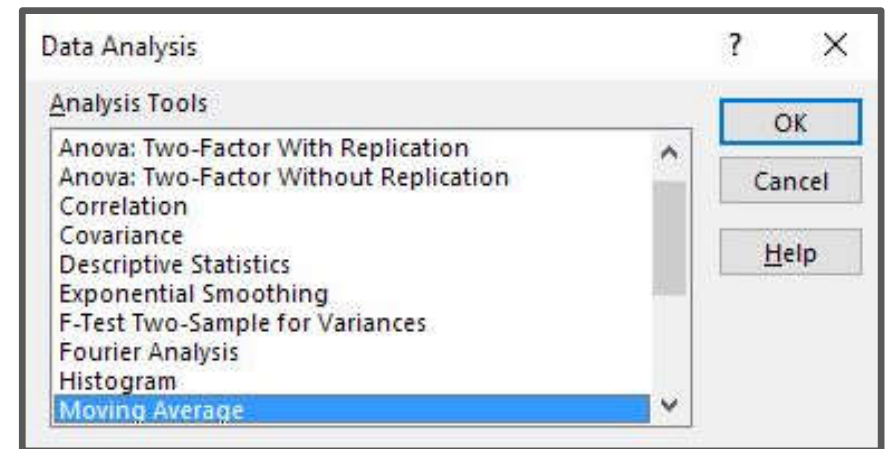 Data Analysis ? ×
Analysis Tools
Anova: Two-Factor With Replication
Anova: Two-Factor Without Replication
Correlation
Covariance
Descriptive Statistics
Exponential Smoothing
F-Test Two-Sample for Variances
Fourier Analysis
Histogram
Moving Average
OK
Cancel
Help